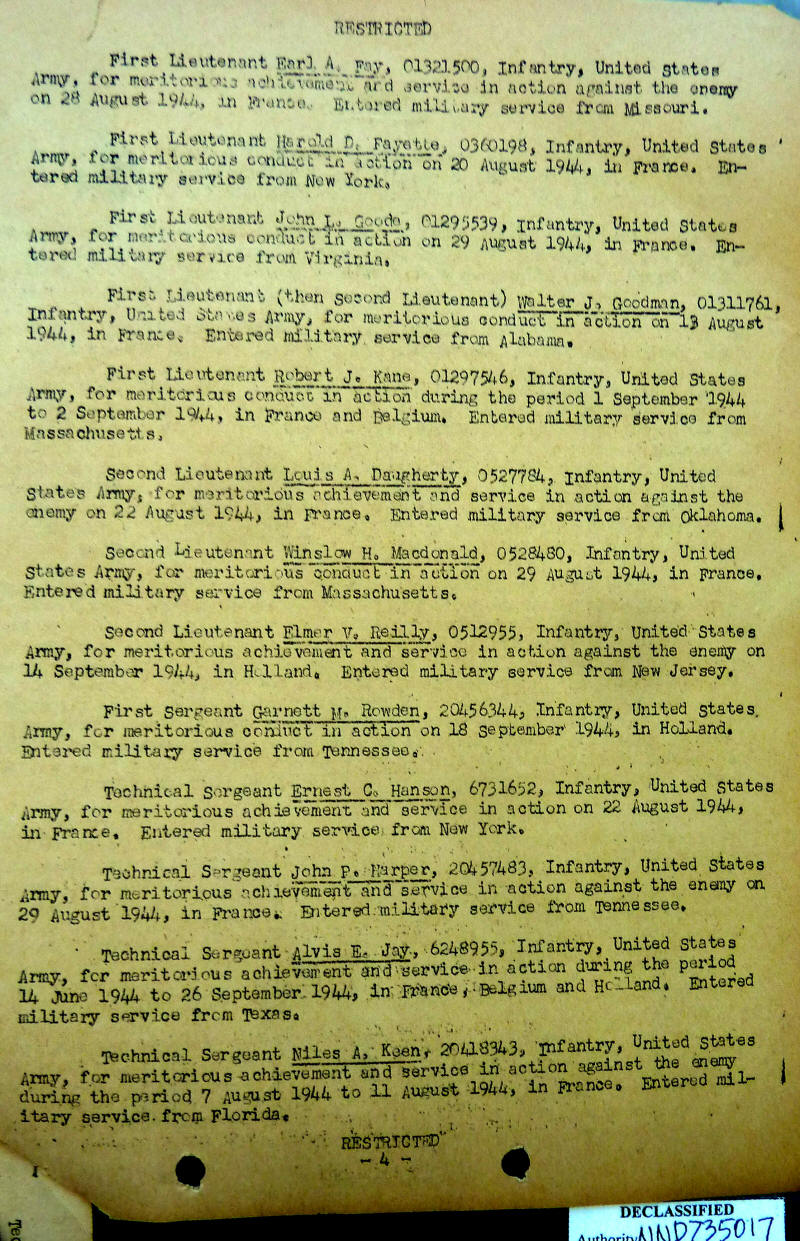 RESTRICTED
First Lieutenant Earl A. Fay, 01321500, Infantry, United States
Army, for meritorious achievement and service in action against the enemy
on 28 August 1944, in France. Entered military service from Missouri.
First Lieutenant Harold D. Fayette, 0360198, Infantry, United States
Army, for meritorious conduct in action on 20 August 1944, in France. En-
tered military service from New York.
First Lieutenant John L. Goode, 01295539, Infantry, United States
Army, for meritorious conduct in action on 29 August 1944, in France. En-
tered military service from Virginia.
First Lieutenant (then Second Lieutenant) Walter J. Goodman, 01311761,
Infantry, United States Army, for meritorious conduct in action on 13 August
1944, in France. Entered military service from Alabama.
First Lieutenant Robert J. Kane, 01297546, Infantry, United States
Army, for meritorious conduct in action during the period 1 September 1944
to 2 September 1944, in France and Belgium. Entered military service from
Massachusetts.
Second Lieutenant Louis A. Daugherty, 0527784, Infantry, United
States Army, for meritorious achievement and service in action against the
enemy on 22 August 1944, in France. Entered military service from Oklahoma.
Second Lieutenant Winslow H. Macdonald, 0528480, Infantry, United
States Army, for meritorious conduct in action on 29 August 1944, in France.
Entered military service from Massachusetts.
Second Lieutenant Elmer V. Reilly, 0512955, Infantry, United States
Army, for meritorious achievement and service in action against the enemy on
14 September 1944, in Holland. Entered military service from New Jersey.
First Sergeant Garnett M. Rowden, 20456344, Infantry, United States
Army, for meritorious conduct in action on 18 September 1944, in Holland.
Entered military service from Tennessee.
Technical Sergeant Ernest C. Hanson, 6731652, Infantry, United States
Army, for meritorious achievement and service in action on 22 August 1944,
in France. Entered military service from New York.
Technical Sergeant John P. Harper, 20457483, Infantry, United States
Army, for meritorious achievement and service in action against the enemy on
29 August 1944, in France. Entered military service from Tennessee.
Technical Sergeant Alvis E. Jay, 6248955, Infantry, United States
Army, for meritorious achievement and service in action during the period
14 June 1944 to 26 September 1944, in France, Belgium and Holland. Entered
military service from Texas.
Technical Sergeant Niles A. Keen, 20418343, Infantry, United States
Army, for meritorious achievement and service in action against the enemy
during the period 7 August 1944 to 11 August 1944, in France. Entered mil-
itary service from Florida.
RESTRICTED
- 4 -
I
DECLASSIFIED
Authority NND735017